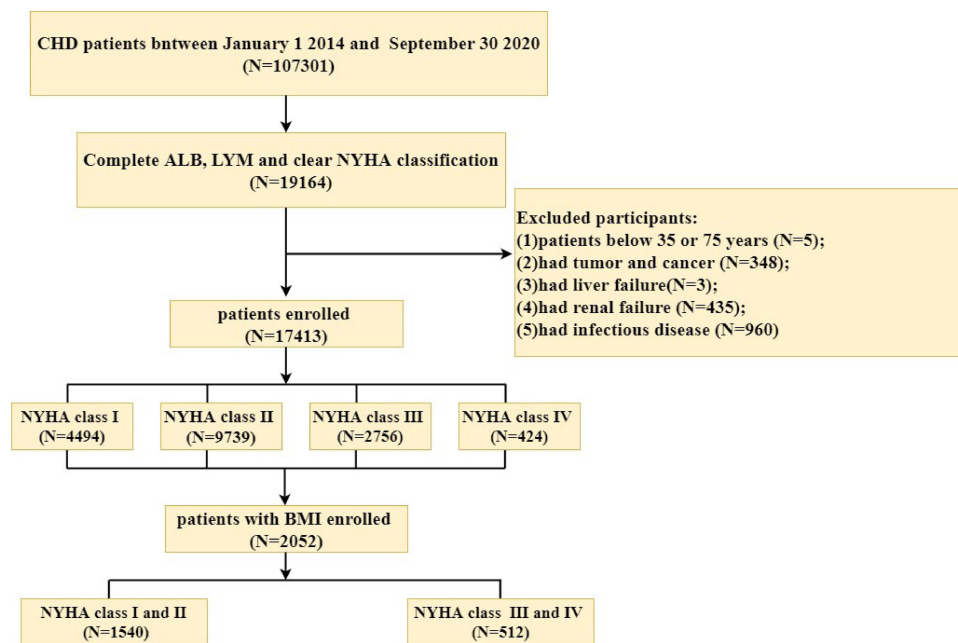 CHD patients bntween January 1 2014 and September 30 2020
(N=107301)
Complete ALB, LYM and clear NYHA classification
(N=19164)
Excluded participants:
(1)patients below 35 or 75 years (N=5);
(2)had tumor and cancer (N=348);
(3)had liver failure(N=3);
(4)had renal failure (N=435);
(5)had infectious disease (N=960)
patients enrolled
(N=17413)
NYHA class I
(N=4494)
NYHA class II
(N=9739)
NYHA class III
(N=2756)
NYHA class IV
(N=424)
patients with BMI enrolled
(N=2052)
NYHA class I and II
(N=1540)
NYHA class III and IV
(N=512)